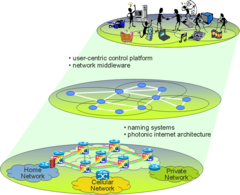 • user-centric control platform
• network middleware
• naming systems
• photonic internet architecture
Home
Network
Private
Network
Cellular
Network